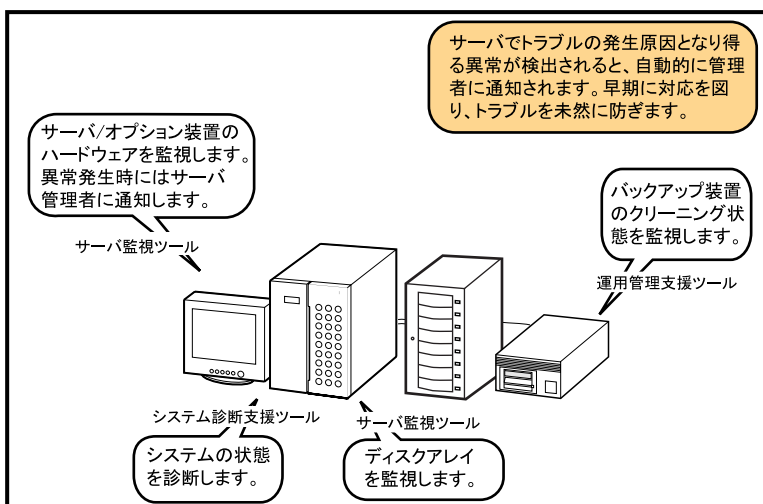 サーバでトラブルの発生原因となり得
る異常が検出されると、自動的に管理
者に通知されます。早期に対応を図
り、トラブルを未然に防ぎます。
サーバ/オプション装置の
ハードウェアを監視します。
異常発生時にはサーバ
管理者に通知します。
サーバ監視ツール
バックアップ装置
のクリーニング状
態を監視します。
運用管理支援ツール
システム診断支援ツール
システムの状態
を診断します。
サーバ監視ツール
ディスクアレイ
を監視します。